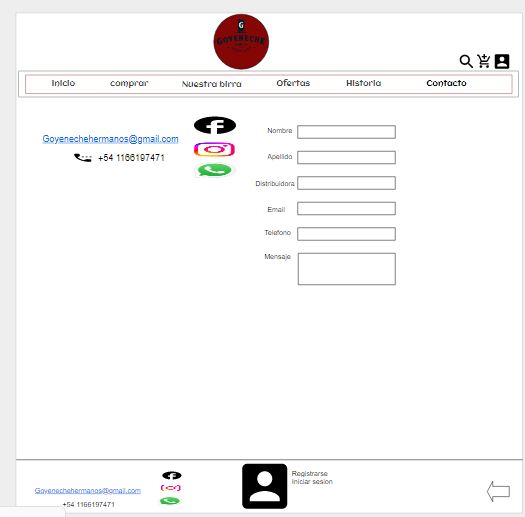 G
GOYENECHE
Inicio comprar Nuestra birra Ofertas Historia Contacto
Goyenechehermanos@gmail.com
+54 1166197471
Nombre
Apellido
Distribuidora
Email
Telefono
Mensaje
Registrarse
Iniciar sesion
Goyenechehermanos@gmail.com
+54 1166197471